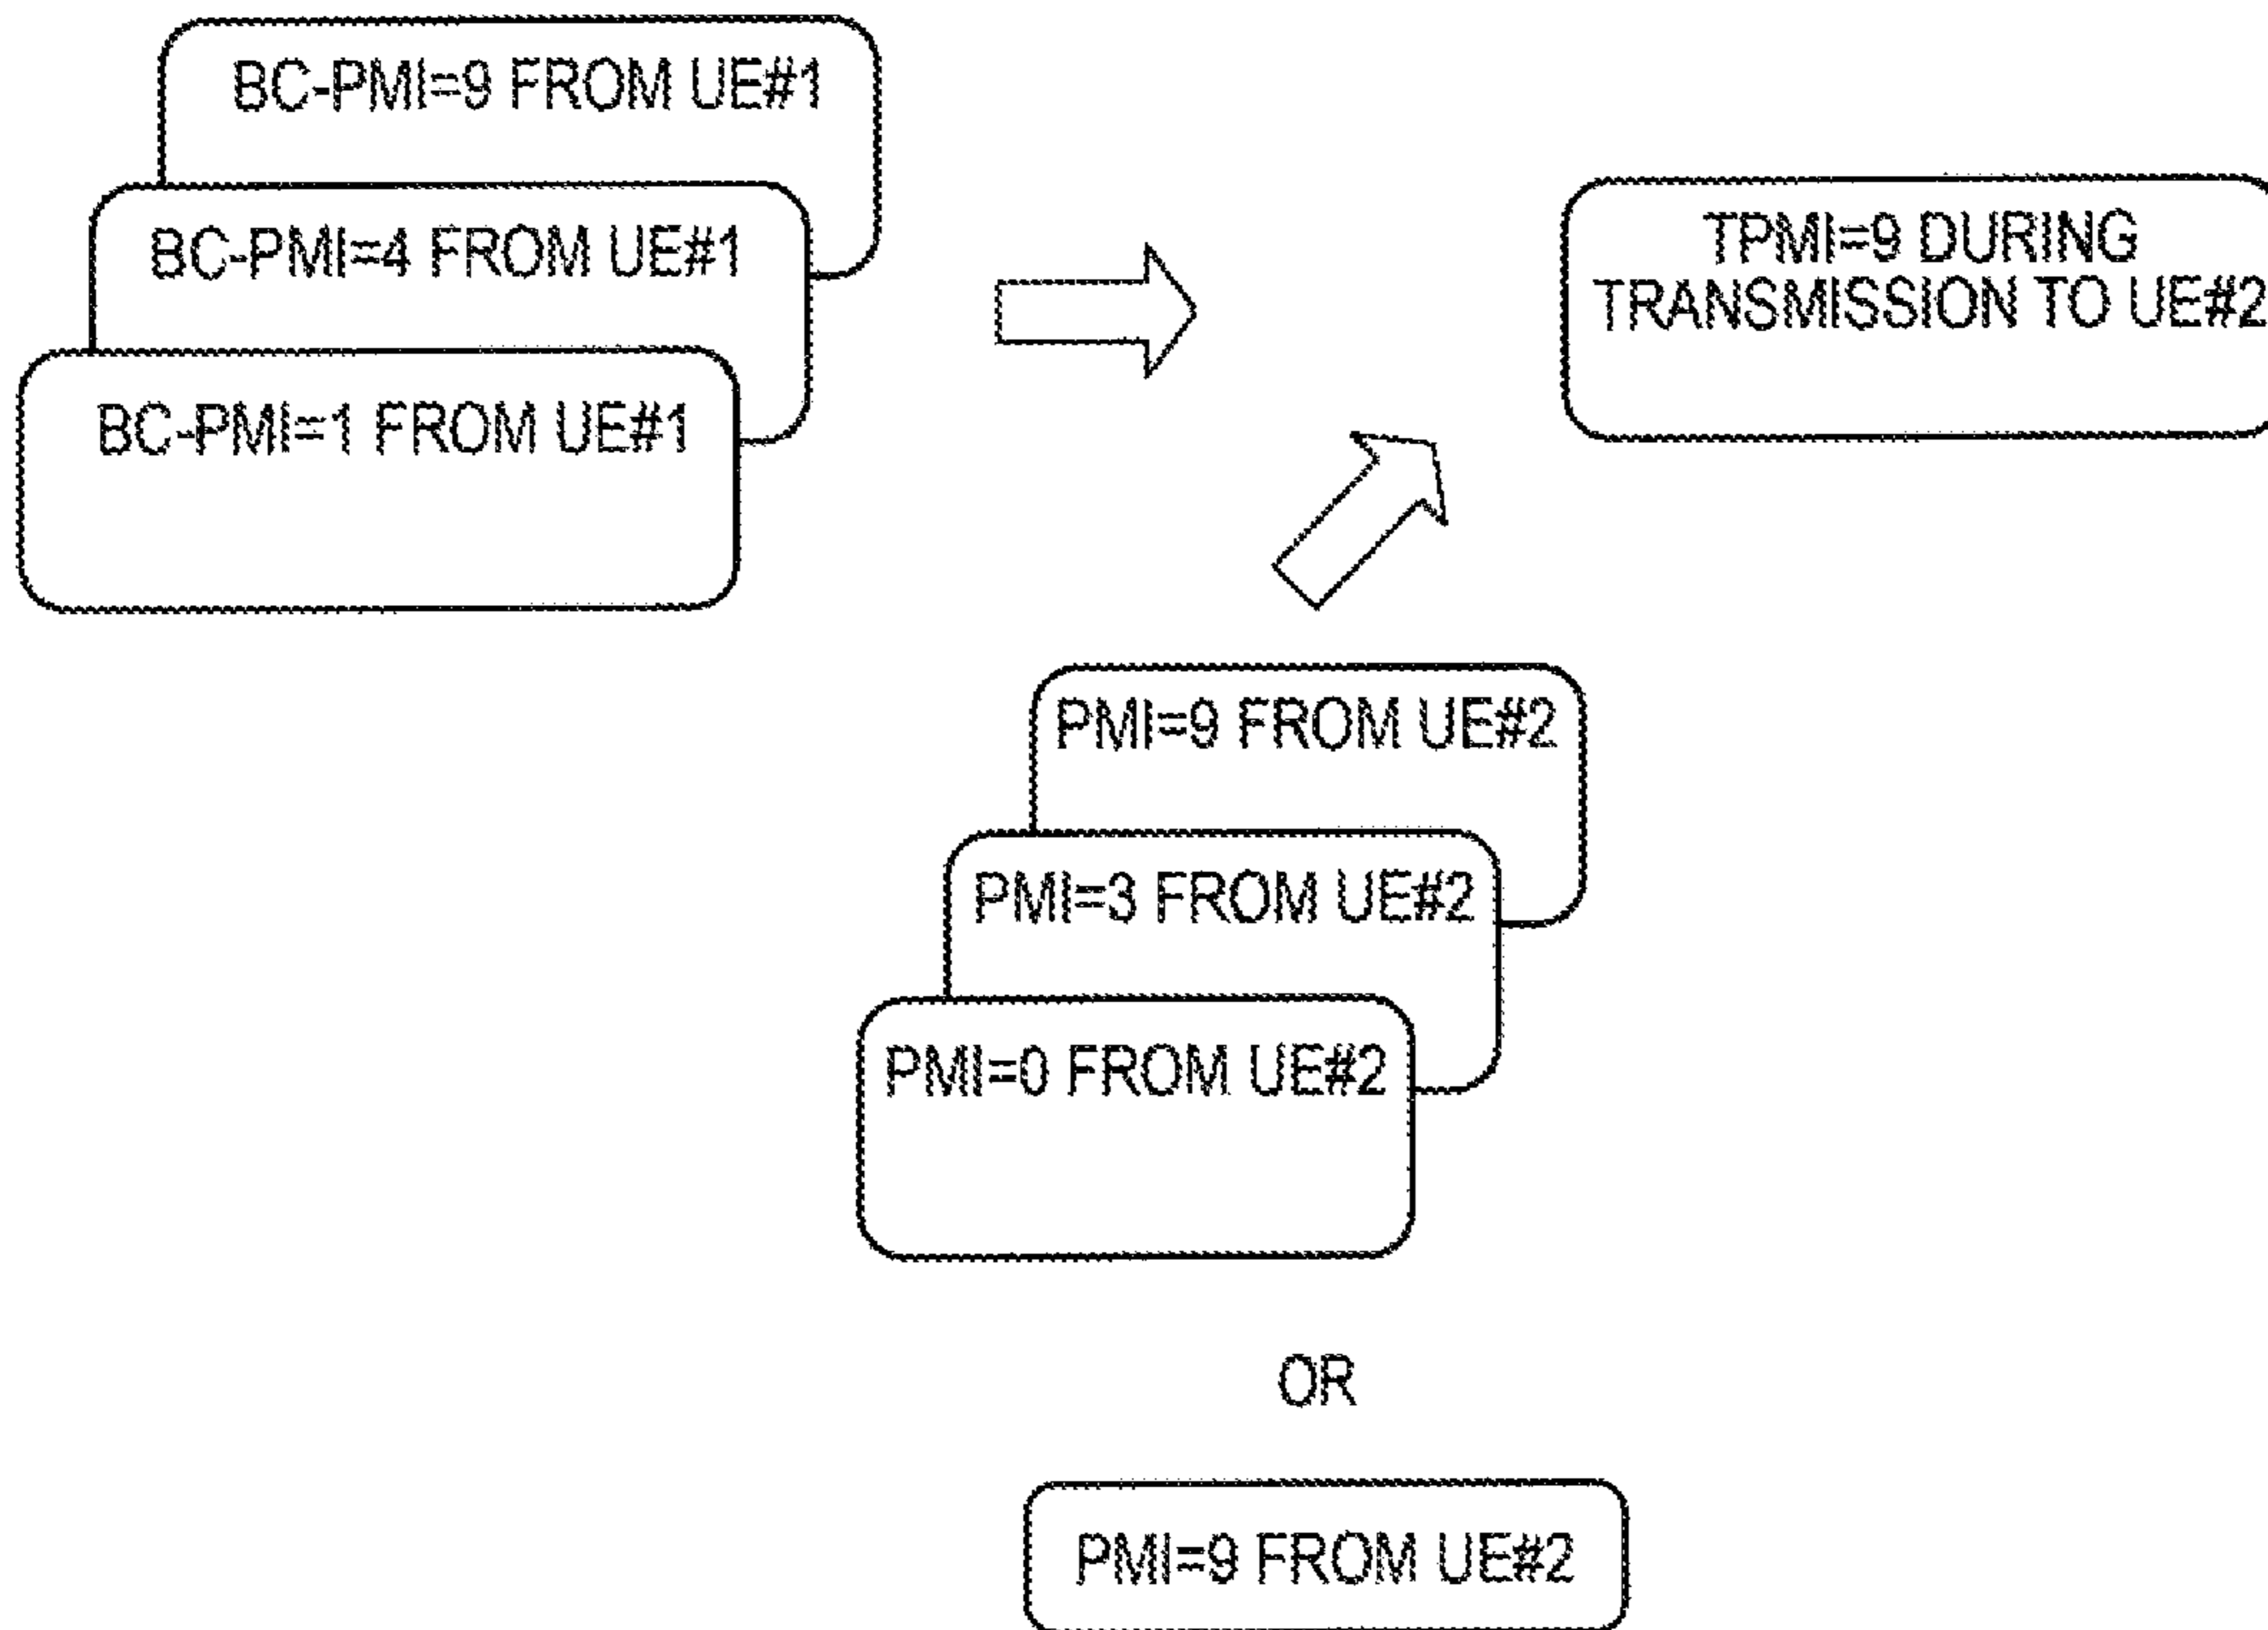 BC-PMI=9 FROM UE#1
BC-PMI=4 FROM UE#1
BC-PMI=1 FROM UE#1
TPMI=9 DURING
TRANSMISSION TO UE#2
PMI=9 FROM UE#2
PMI=3 FROM UE#2
PMI=0 FROM UE#2
OR
PMI=9 FROM UE#2